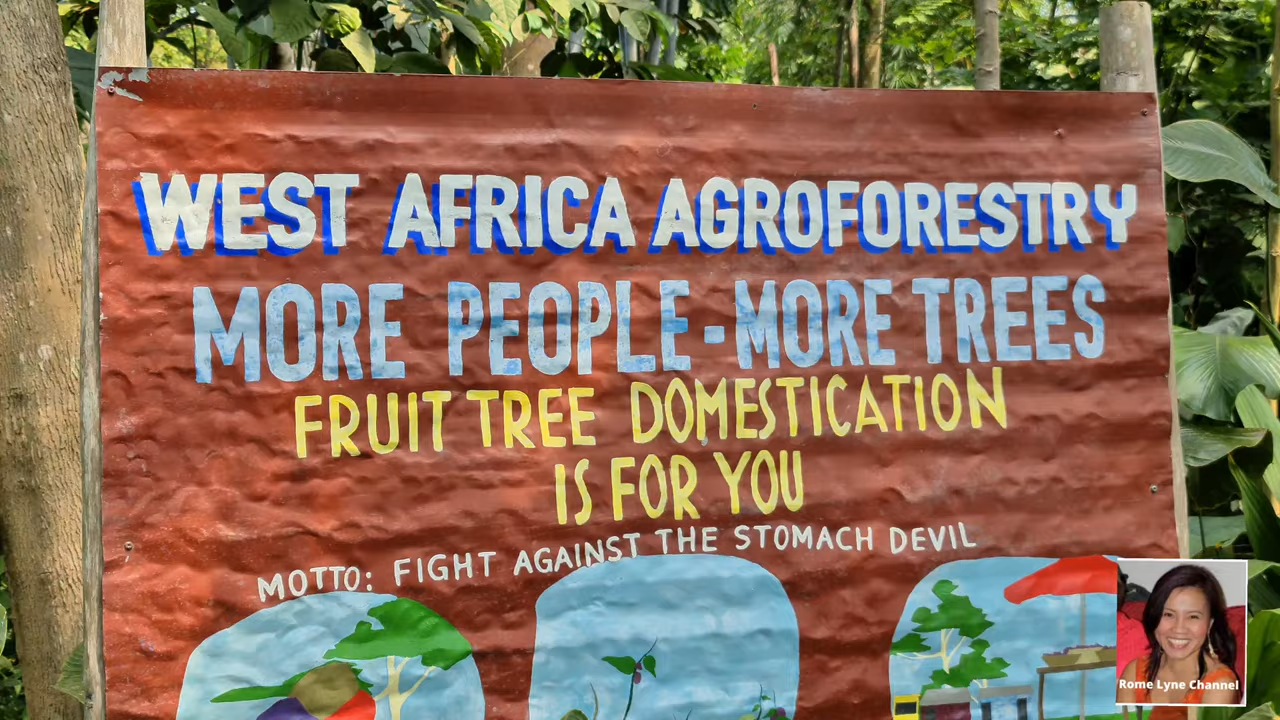 WEST AFRICA AGROFORESTRY
MORE PEOPLE - MORE TREES
FRUIT TREE DOMESTICATION
IS FOR YOU
MOTTO: FIGHT AGAINST THE STOMACH DEVIL
Rome Lyne Channel